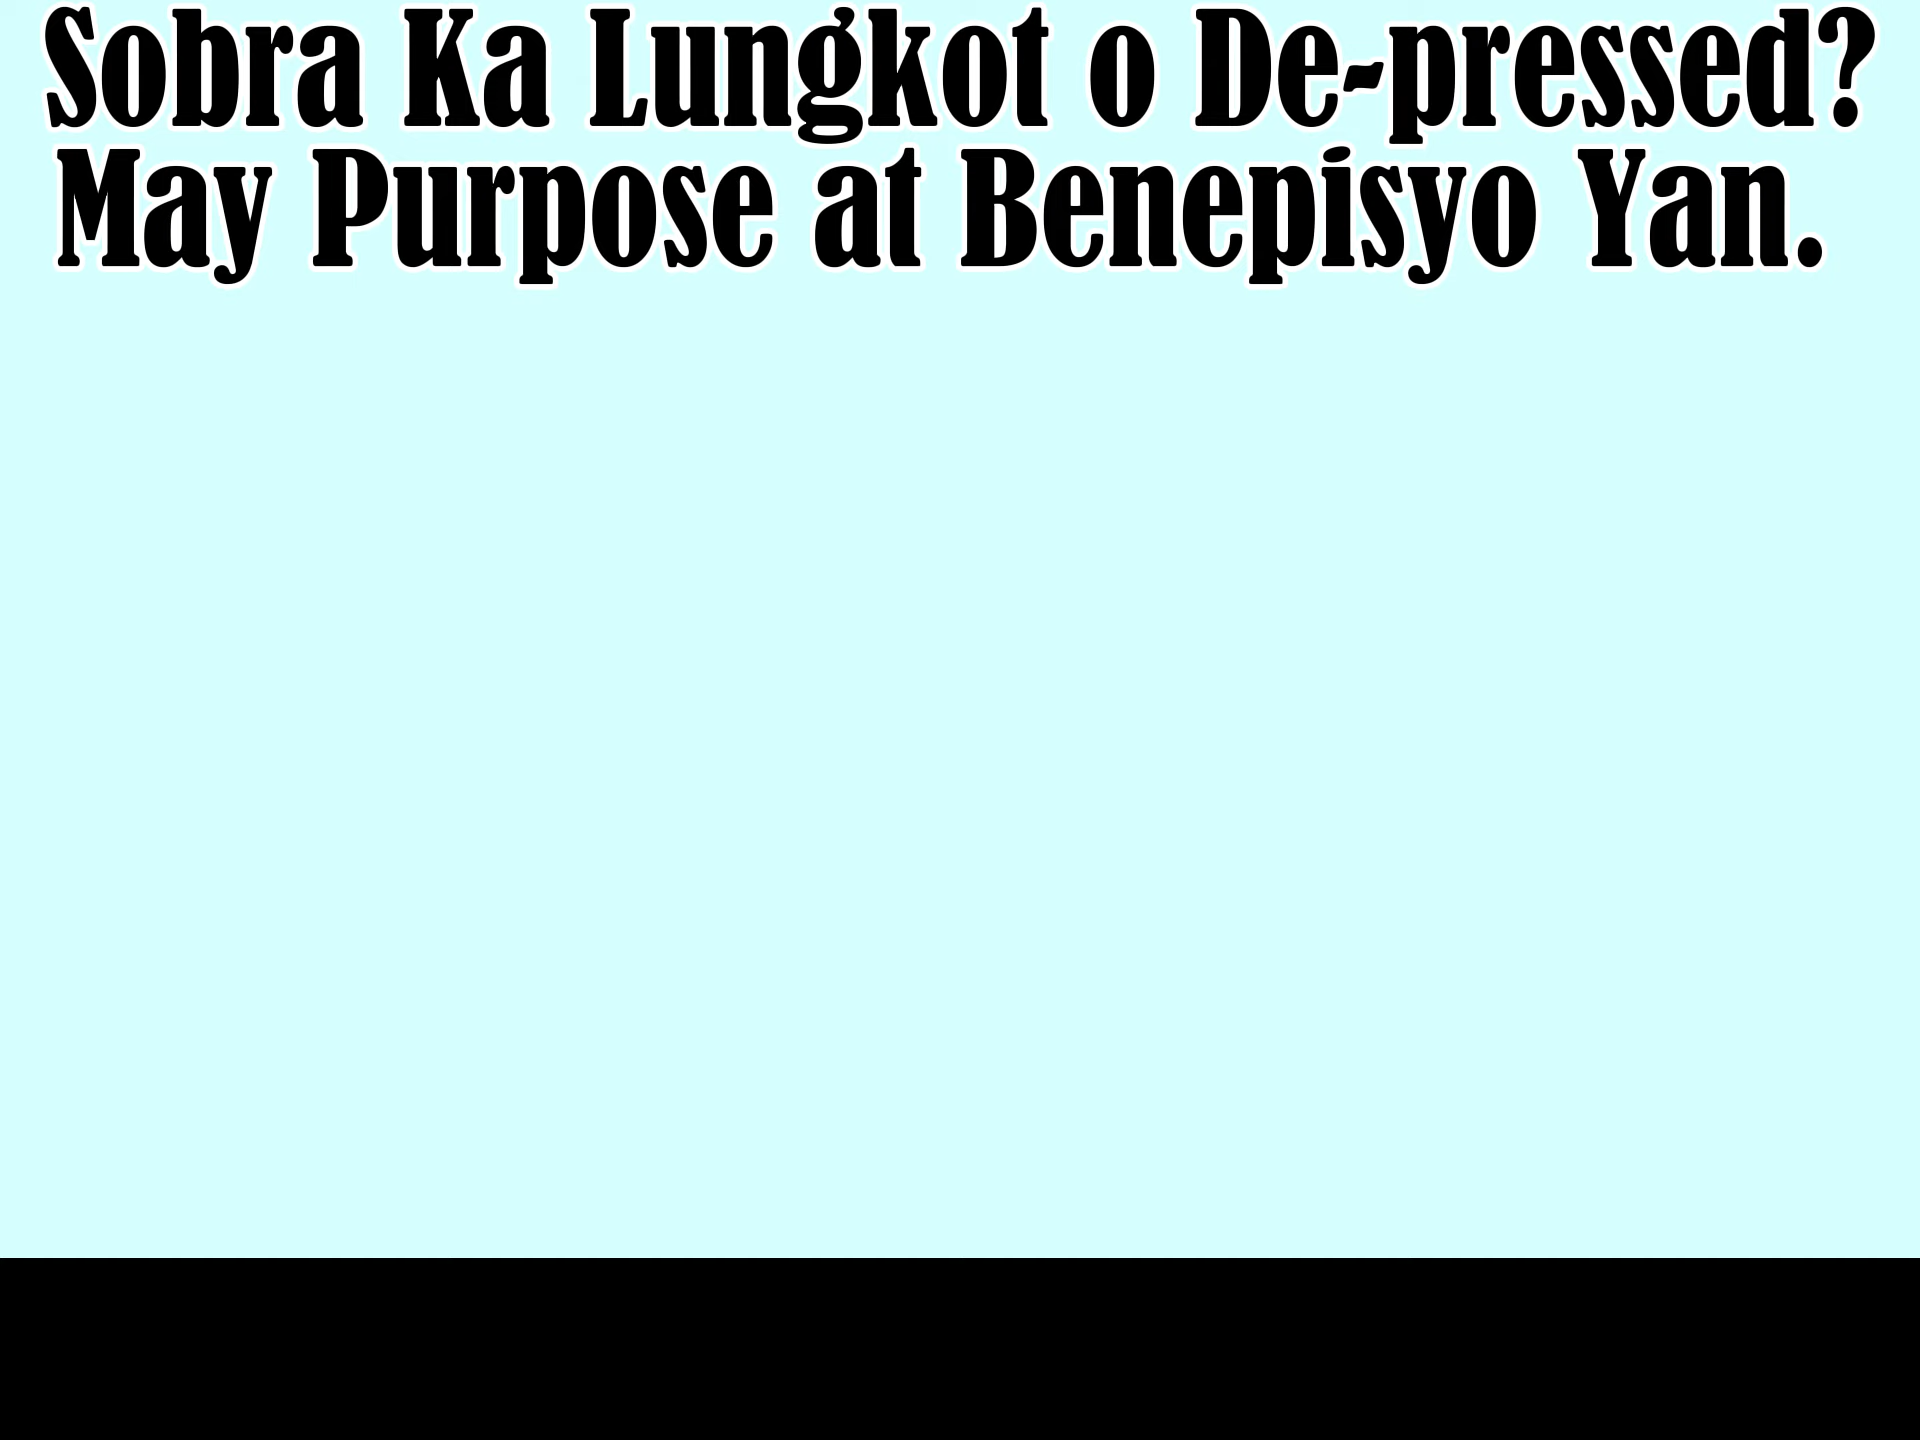 Sobra Ka Lungkot o De-pressed?
May Purpose at Benepisyo Yan.